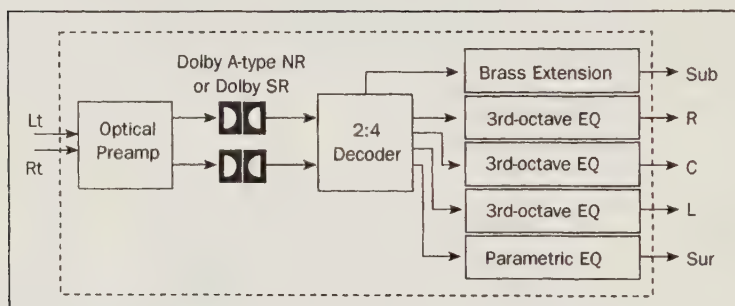 Dolby A-type NR
or Dolby SR
Lt
Rt
Optical
Preamp
2:4
Decoder
Brass Extension
3rd-octave EQ
3rd-octave EQ
3rd-octave EQ
Parametric EQ
Sub
R
C
L
Sur